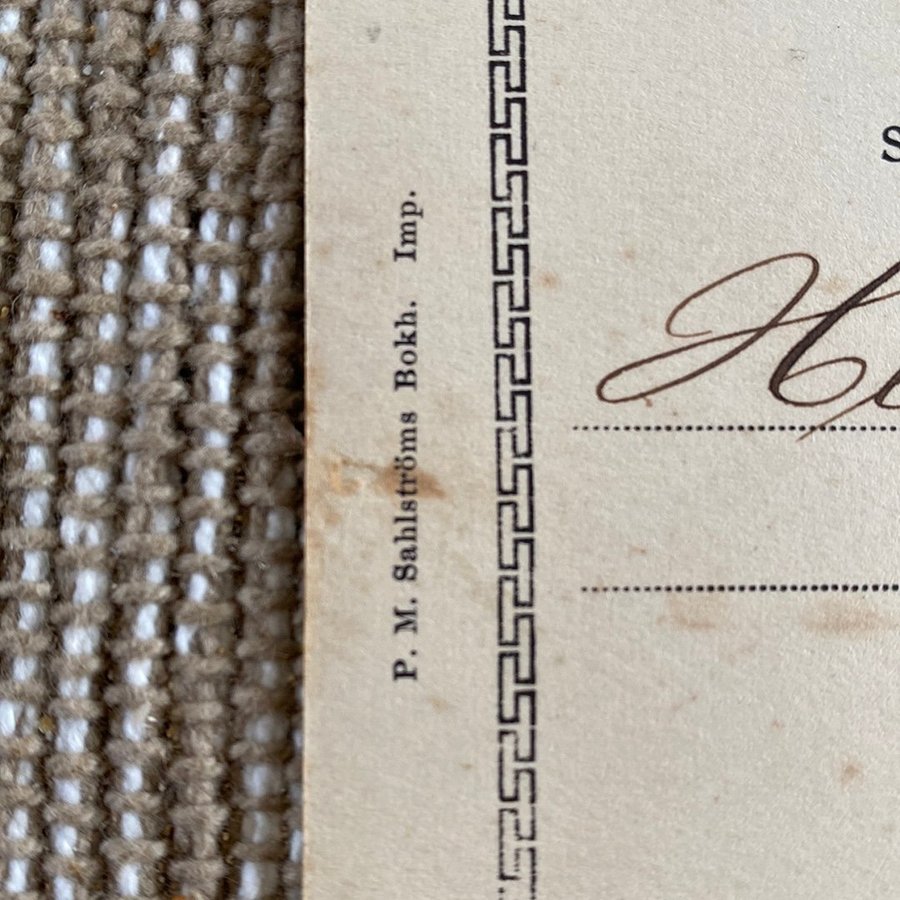 P. M. Sahlströms Bokh. Imp.